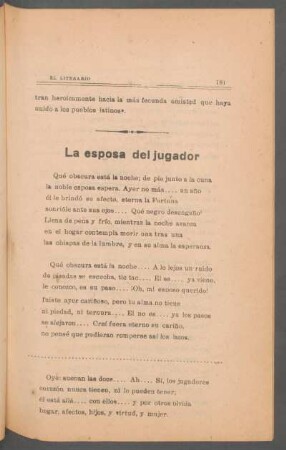 EL LITERARIO 181
tran heroimmente hacia la más fecunda amistad que haya
unido a los pueblos latinos».
La esposa del jugador
Qué obscura está la noche; de pie junto a la cuna
la noble esposa espera. Ayer no más.... un año
él le brindó su afecto, eterna la Fortuna
sonrióle ante sus ojos.... Qué negro desengaño!
Llena de pena y frío, mientras la noche avanza
en el hogar contempla morir una tras una
las chispas de la lumbre, y en su alma la esperanza.
Qué obscura está la noche.... A lo lejos un ruido
de pisadas se escucha, tic tac.... El es.... ya viene,
le conozco, es su paso.... ¡Oh, mi esposo querido!
Fuiste ayer cariñoso, pero tu alma no tiene
ni piedad, ni ternura.... El no es.... ya los pasos
se alejaron.... Creí fuera eterno su cariño,
no pensé que pudieran romperse así los lazos.
Oye: suenan las doce.... Ah.... Sí, los jugadores
corazón nunca tienen, ni lo pueden tener;
él está allá.... con ellos.... y por otros olvida
hogar, afectos, hijos, y virtud, y mujer.